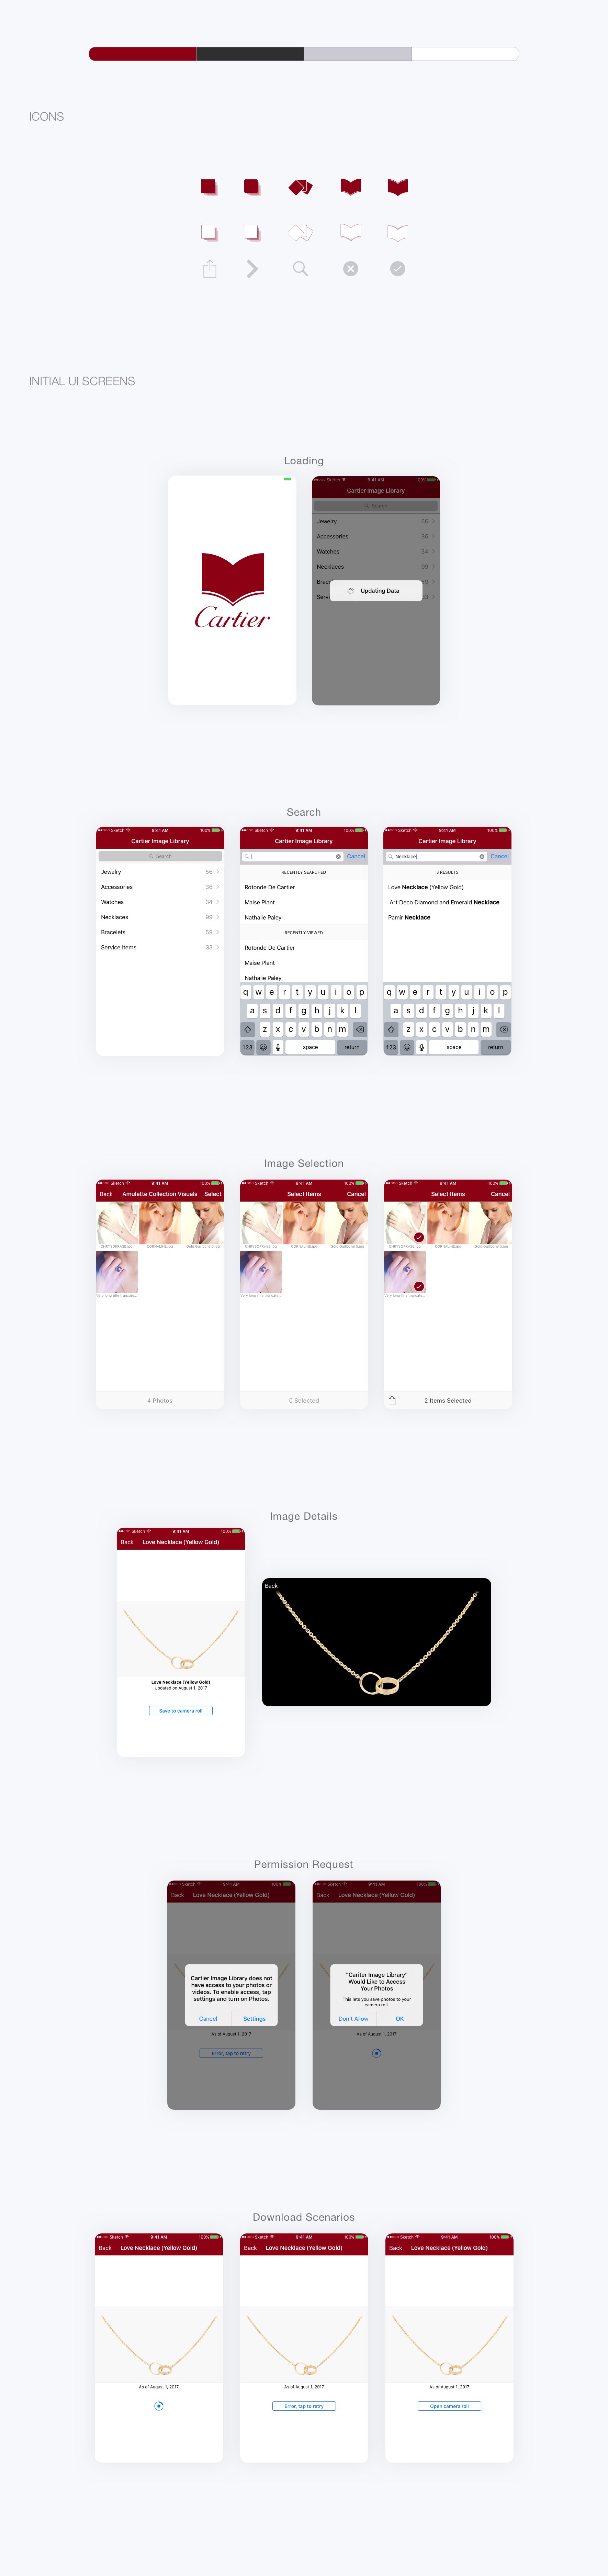 ICONS
INITIAL UI SCREENS
Loading
Cartier
Sketch 9:41 AM 100%
Cartier Image Library
Search
Jewelry 56
Accessories 36
Watches 34
Necklaces 99
Updating Data
Search
Sketch 9:41 AM 100%
Cartier Image Library
Search
Jewelry 56
Accessories 36
Watches 34
Necklaces 99
Bracelets 59
Service Items 33
Sketch 9:41 AM 100%
Cartier Image Library
Cancel
RECENTLY SEARCHED
Rotonde De Cartier
Maise Plant
Nathalie Paley
RECENTLY VIEWED
Rotonde De Cartier
Maise Plant
Nathalie Paley
q w e r t y u i o p
a s d f g h j k l
z x c v b n m
123 space return
Sketch 9:41 AM 100%
Cartier Image Library
Necklace Cancel
3 RESULTS
Love Necklace (Yellow Gold)
Art Deco Diamond and Emerald Necklace
Pamir Necklace
q w e r t y u i o p
a s d f g h j k l
z x c v b n m
123 space return
Image Selection
Sketch 9:41 AM 100%
Back Amulette Collection Visuals Select
4 Photos
Sketch 9:41 AM 100%
Select Items Cancel
0 Selected
Sketch 9:41 AM 100%
Select Items Cancel
2 Items Selected
Image Details
Sketch 9:41 AM 100%
Back Love Necklace (Yellow Gold)
Love Necklace (Yellow Gold)
Updated on August 1, 2017
Save to camera roll
Back
Permission Request
Sketch 9:41 AM 100%
Back Love Necklace (Yellow Gold)
Cartier Image Library does not
have access to your photos or
videos. To enable access, tap
settings and turn on Photos.
Cancel Settings
As of August 1, 2017
Error, tap to retry
Sketch 9:41 AM 100%
Back Love Necklace (Yellow Gold)
"Cariter Image Library"
Would Like to Access
Your Photos
This lets you save photos to your
camera roll.
Don't Allow OK
As of August 1, 2017
Download Scenarios
Sketch 9:41 AM 100%
Back Love Necklace (Yellow Gold)
As of August 1, 2017
Sketch 9:41 AM 100%
Back Love Necklace (Yellow Gold)
As of August 1, 2017
Error, tap to retry
Sketch 9:41 AM 100%
Back Love Necklace (Yellow Gold)
As of August 1, 2017
Open camera roll